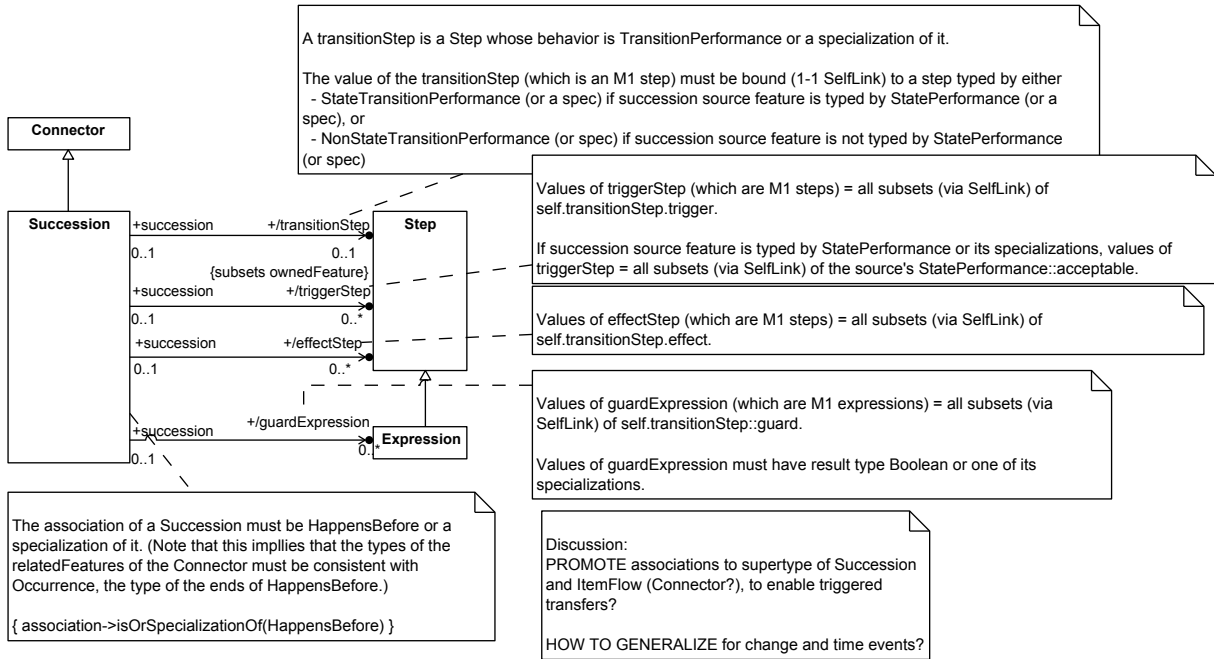 A transitionStep is a Step whose behavior is TransitionPerformance or a specialization of it.
The value of the transitionStep (which is an M1 step) must be bound (1-1 SelfLink) to a step typed by either
- StateTransitionPerformance (or a spec) if succession source feature is typed by StatePerformance (or a
spec), or
- NonStateTransitionPerformance (or spec) if succession source feature is not typed by StatePerformance
(or spec)
Connector
Values of triggerStep (which are M1 steps) = all subsets (via SelfLink) of
self.transitionStep.trigger.
If succession source feature is typed by StatePerformance or its specializations, values of
triggerStep = all subsets (via SelfLink) of the source's StatePerformance::acceptable.
Succession
+succession
+/transitionStep
Step
0..1
0..1
{subsets ownedFeature}
+succession
+/triggerStep
0..1
0..*
+succession
+/effectStep
0..1
0..*
Values of effectStep (which are M1 steps) = all subsets (via SelfLink) of
self.transitionStep.effect.
+/guardExpression
+succession
0..1
0..*
Expression
Values of guardExpression (which are M1 expressions) = all subsets (via
SelfLink) of self.transitionStep::guard.
Values of guardExpression must have result type Boolean or one of its
specializations.
The association of a Succession must be HappensBefore or a
specialization of it. (Note that this impllies that the types of the
relatedFeatures of the Connector must be consistent with
Occurrence, the type of the ends of HappensBefore.)
{ association->isOrSpecializationOf(HappensBefore) }
Discussion:
PROMOTE associations to supertype of Succession
and ItemFlow (Connector?), to enable triggered
transfers?
HOW TO GENERALIZE for change and time events?